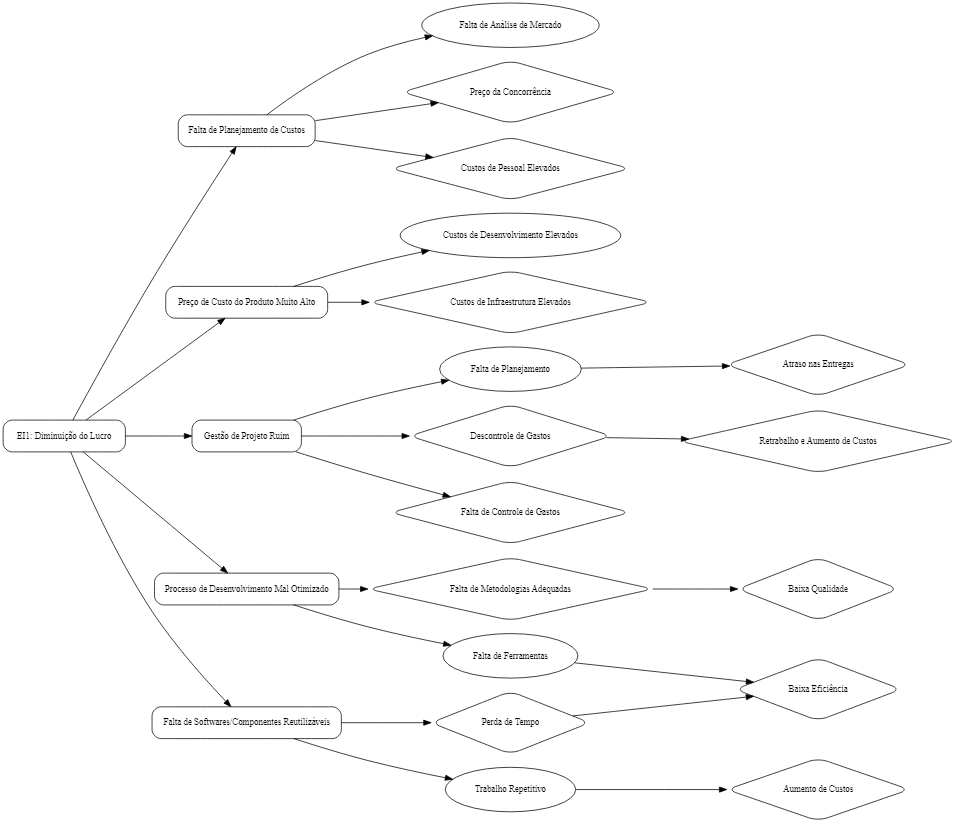 Falta de Análise de Mercado
Preço da Concorrência
Falta de Planejamento de Custos
Custos de Pessoal Elevados
Custos de Desenvolvimento Elevados
Preço de Custo do Produto Muito Alto
Custos de Infraestrutura Elevados
Falta de Planejamento
Atraso nas Entregas
EI1: Diminuição do Lucro
Gestão de Projeto Ruim
Descontrole de Gastos
Retrabalho e Aumento de Custos
Falta de Controle de Gastos
Processo de Desenvolvimento Mal Otimizado
Falta de Metodologias Adequadas
Baixa Qualidade
Falta de Ferramentas
Baixa Eficiência
Falta de Softwares/Componentes Reutilizáveis
Perda de Tempo
Trabalho Repetitivo
Aumento de Custos